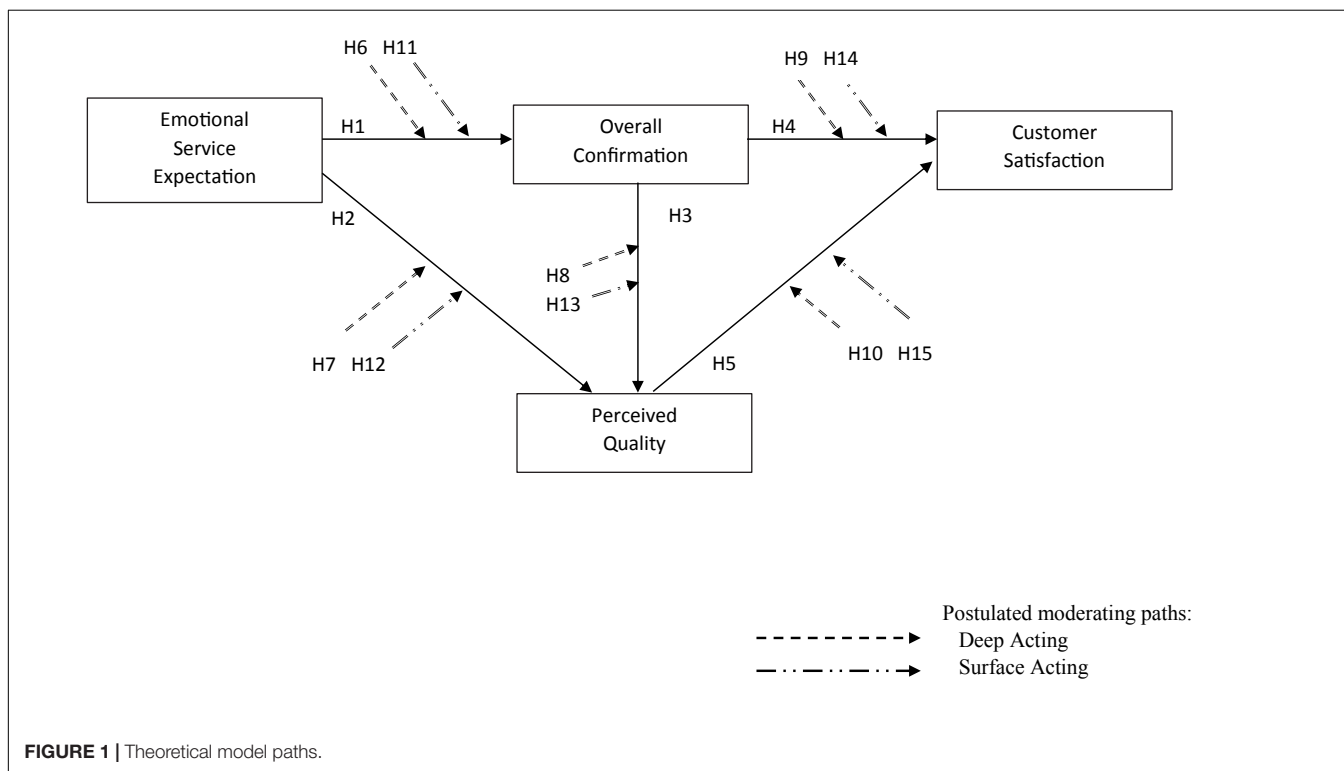 H6 H11
H9 H14
Emotional
Service
Expectation
H1
Overall
Confirmation
H4
Customer
Satisfaction
H2
H3
H8
H13
H7 H12
H10 H15
H5
Perceived
Quality
Postulated moderating paths:
Deep Acting
Surface Acting
FIGURE 1 | Theoretical model paths.